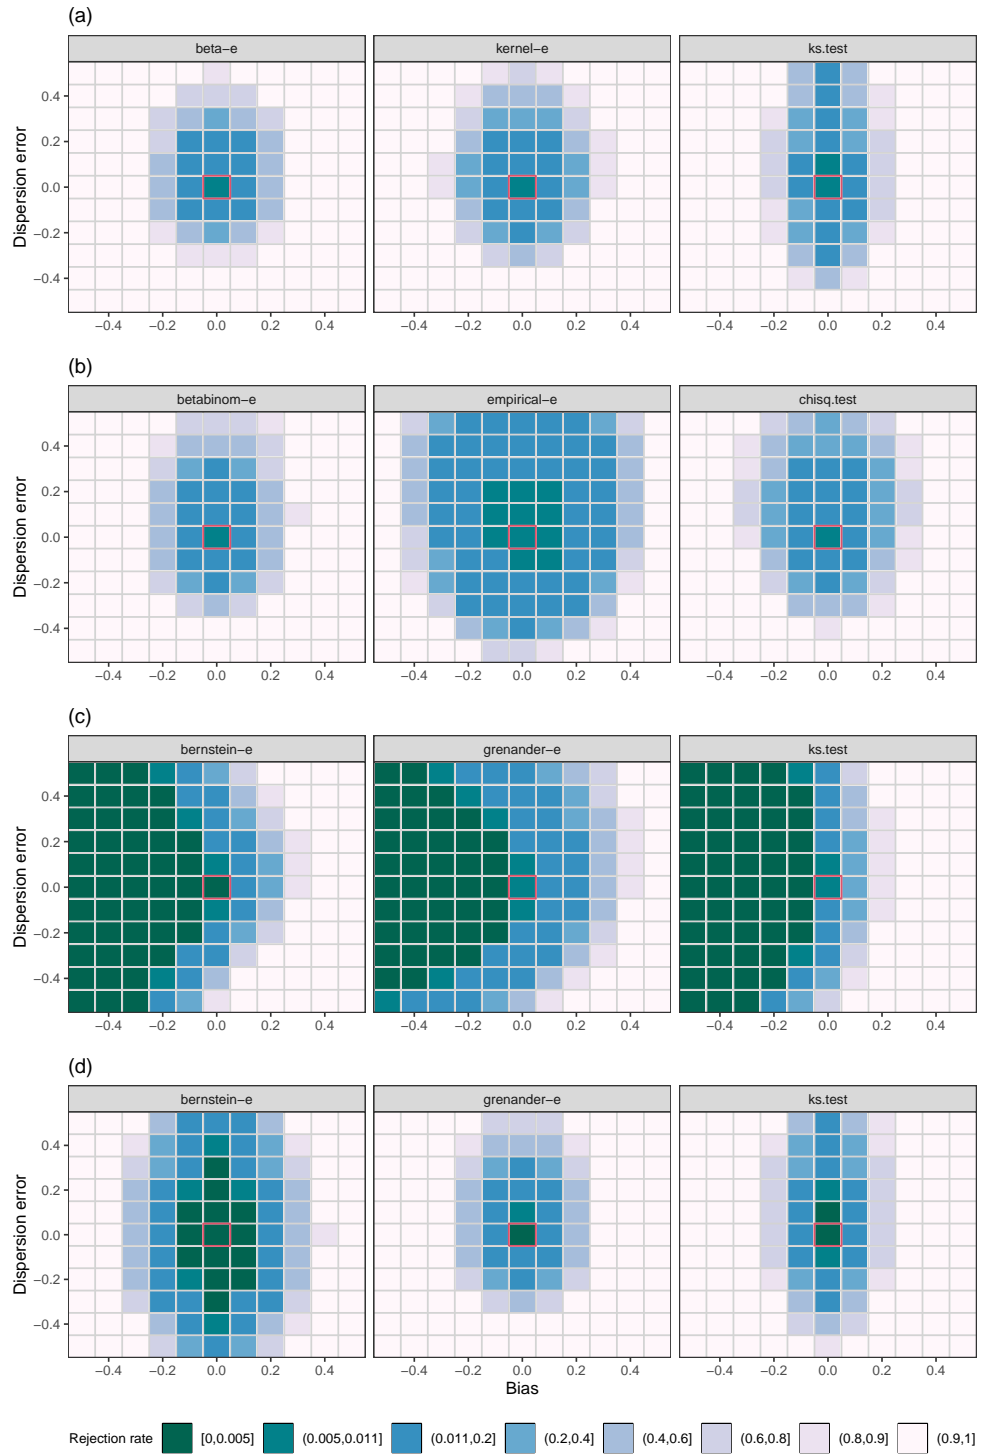 (a)
beta−e kernel−e ks.test
0.4
0.2
0.0
−0.2
−0.4
Dispersion error
−0.4 −0.2 0.0 0.2 0.4 −0.4 −0.2 0.0 0.2 0.4 −0.4 −0.2 0.0 0.2 0.4
(b)
betabinom−e empirical−e chisq.test
0.4
0.2
0.0
−0.2
−0.4
Dispersion error
−0.4 −0.2 0.0 0.2 0.4 −0.4 −0.2 0.0 0.2 0.4 −0.4 −0.2 0.0 0.2 0.4
(c)
bernstein−e grenander−e ks.test
0.4
0.2
0.0
−0.2
−0.4
Dispersion error
−0.4 −0.2 0.0 0.2 0.4 −0.4 −0.2 0.0 0.2 0.4 −0.4 −0.2 0.0 0.2 0.4
(d)
bernstein−e grenander−e ks.test
0.4
0.2
0.0
−0.2
−0.4
Dispersion error
−0.4 −0.2 0.0 0.2 0.4 −0.4 −0.2 0.0 0.2 0.4 −0.4 −0.2 0.0 0.2 0.4
Bias
Rejection rate [0,0.005] (0.005,0.011] (0.011,0.2] (0.2,0.4] (0.4,0.6] (0.6,0.8] (0.8,0.9] (0.9,1]